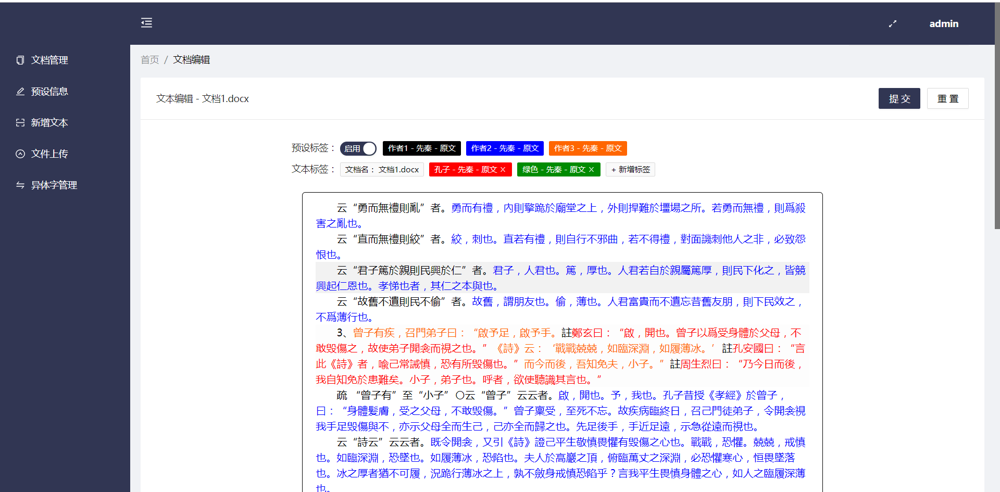 admin
文档管理
预设信息
新增文本
文件上传
异体字管理
首页 / 文档编辑
文本编辑 - 文档1.docx
提 交
重 置
预设标签： 启用 作者1 - 先秦 - 原文 作者2 - 先秦 - 原文 作者3 - 先秦 - 原文
文本标签： 文档名： 文档1.docx 孔子 - 先秦 - 原文 × 绿色 - 先秦 - 原文 × + 新增标签
云“勇而無禮則亂”者。勇而有禮，內則擎跪於廟堂之上，外則捍難於壃場之所。若勇而無禮，則爲殺
害之亂也。
云“直而無禮則絞”者。絞，刺也。直若有禮，則自行不邪曲，若不得禮，對面譏刺他人之非，必致怨
恨也。
云“君子篤於親則民興於仁”者。君子，人君也。篤，厚也。人君若自於親屬篤厚，則民下化之，皆競
興起仁恩也。孝悌也者，其仁之本與也。
云“故舊不遺則民不偷”者。故舊，謂朋友也。偷，薄也。人君富貴而不遺忘昔舊友朋，則下民效之，
不爲薄行也。
3、曾子有疾，召門弟子曰：“啟予足，啟予手。註鄭玄曰：“啟，開也。曾子以爲受身體於父母，不
敢毀傷之，故使弟子開衾而視之也。”《詩》云：‘戰戰兢兢，如臨深淵，如履薄冰。’註孔安國曰：“言
此《詩》者，喻己常誡慎，恐有所毀傷也。”而今而後，吾知免夫，小子。”註周生烈曰：“乃今日而後，
我自知免於患難矣。小子，弟子也。呼者，欲使聽識其言也。”
疏 “曾子有”至“小子”〇云“曾子”云云者。啟，開也。予，我也。孔子昔授《孝經》於曾子，
曰：“身體髮膚，受之父母，不敢毀傷。”曾子稟受，至死不忘。故疾病臨終日，召己門徒弟子，令開衾視
我手足毀傷與不，亦示父母全而生己，己亦全而歸之也。先足後手，手近足遠，示急從遠而視也。
云“詩云”云云者。既令開衾，又引《詩》證己平生敬慎畏懼有毀傷之心也。戰戰，恐懼。兢兢，戒慎
也。如臨深淵，恐墜也。如履薄冰，恐陷也。夫人於高巖之頂，俯臨萬丈之深淵，必恐懼寒心，恒畏墜落
也。冰之厚者猶不可履，況跪行薄冰之上，孰不斂身戒慎恐陷乎？言我平生畏慎身體之心，如人之臨履深薄
也。